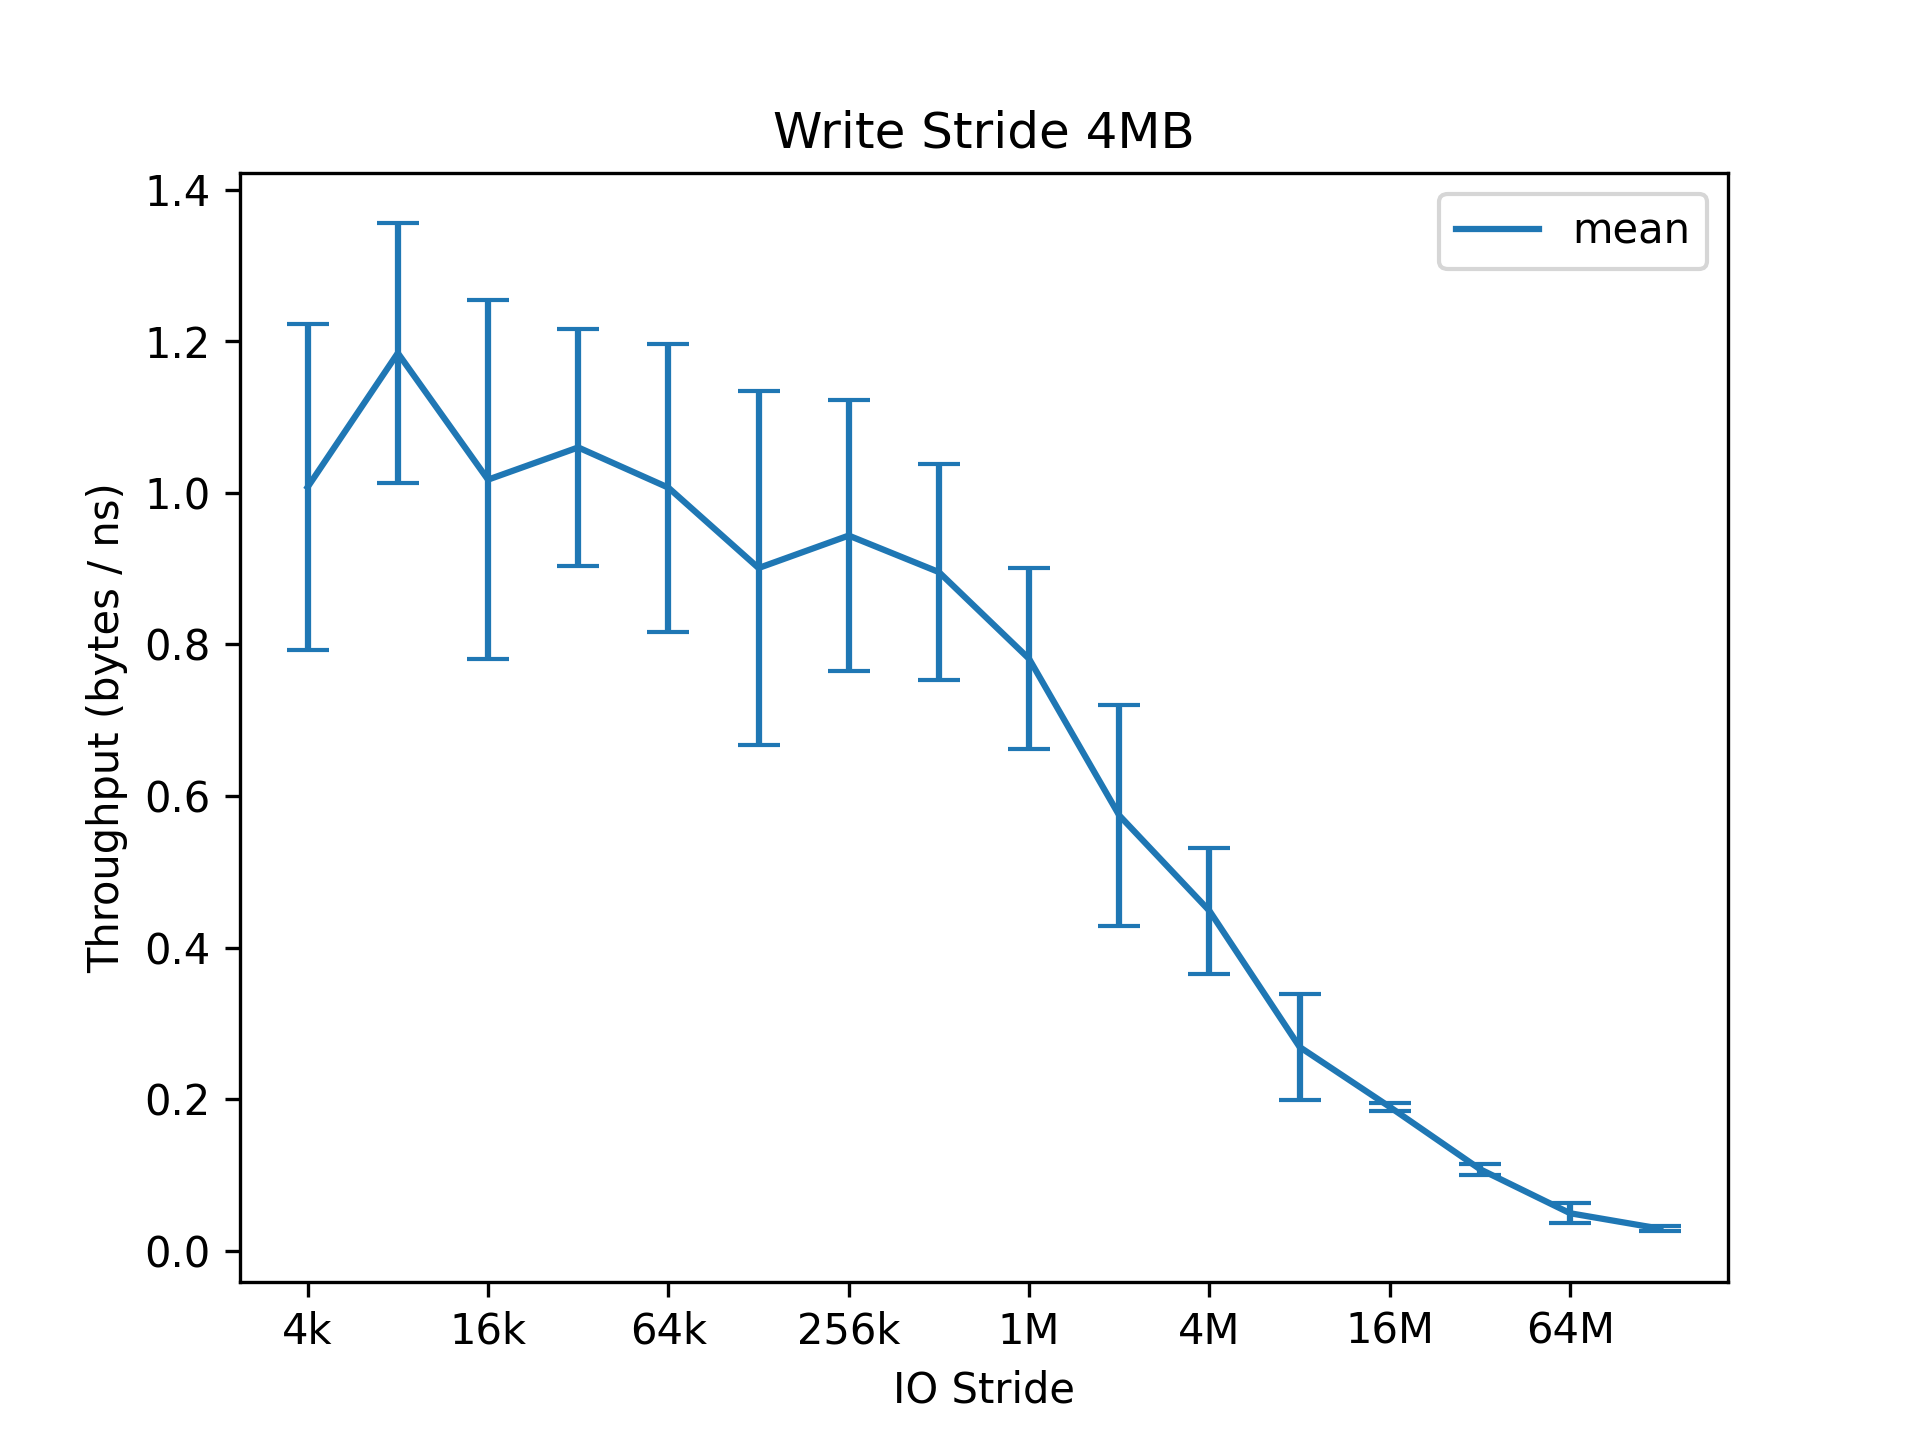 Write Stride 4MB
mean
1.4
1.2
1.0
0.8
0.6
0.4
0.2
0.0
Throughput (bytes / ns)
4k 16k 64k 256k 1M 4M 16M 64M
IO Stride